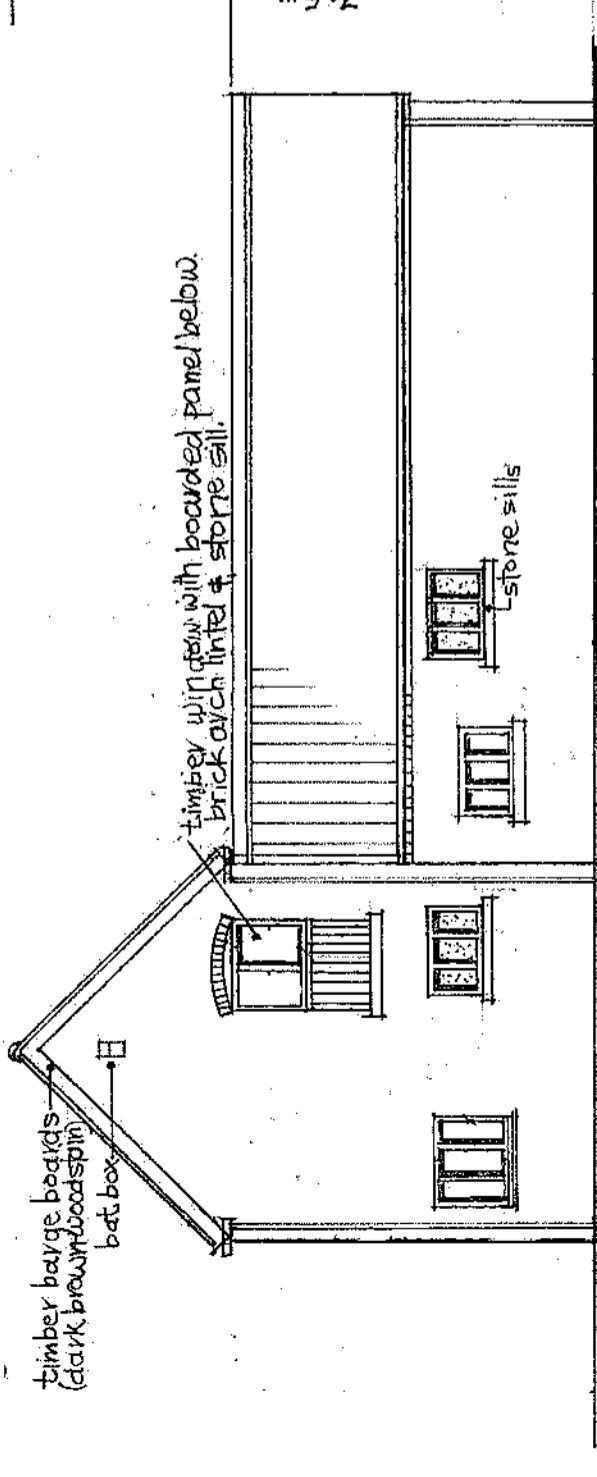 timber barge boards
(dark brown woodspin)
bat box
timber window with boarded panel below.
brick arch lintel & stone sill.
stone sills